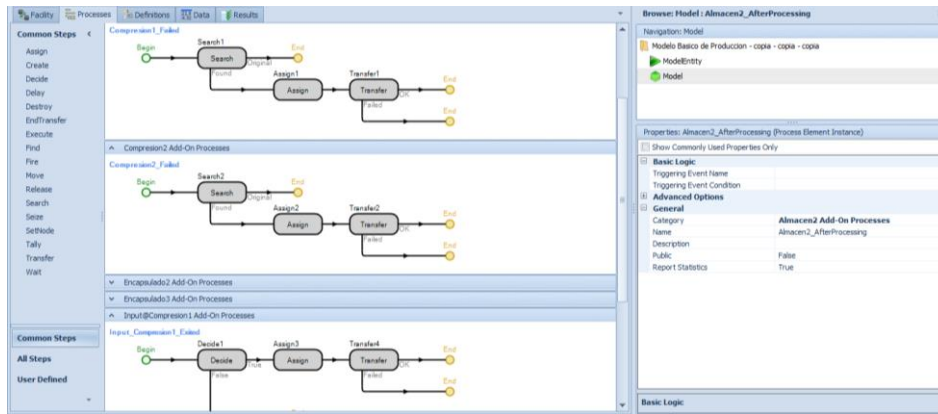 Facility Processes Definitions Data Results
Common Steps
Assign
Create
Decide
Delay
Destroy
EndTransfer
Execute
Find
Fire
Move
Release
Search
Seize
SetNode
Tally
Transfer
Wait
Common Steps
All Steps
User Defined
Compresion1_Failed
Begin
Search1
Search
Original
End
Found
Assign1
Assign
Transfer1
Transfer
OK
End
Failed
End
Compresion2 Add-On Processes
Compresion2_Failed
Begin
Search2
Search
Original
End
Found
Assign2
Assign
Transfer2
Transfer
OK
End
Failed
End
Encapsulado2 Add-On Processes
Encapsulado3 Add-On Processes
Input@Compresion1 Add-On Processes
Input_Compresion1_Exited
Begin
Decide1
Decide
True
False
Assign3
Assign
Transfer4
Transfer
OK
End
Failed
End
Browse: Model : Almacen2_AfterProcessing
Navigation: Model
Modelo Basico de Produccion - copia - copia - copia
ModelEntity
Model
Properties: Almacen2_AfterProcessing (Process Element Instance)
Show Commonly Used Properties Only
Basic Logic
Triggering Event Name
Triggering Event Condition
Advanced Options
General
Category Almacen2 Add-On Processes
Name Almacen2_AfterProcessing
Description
Public False
Report Statistics True
Basic Logic